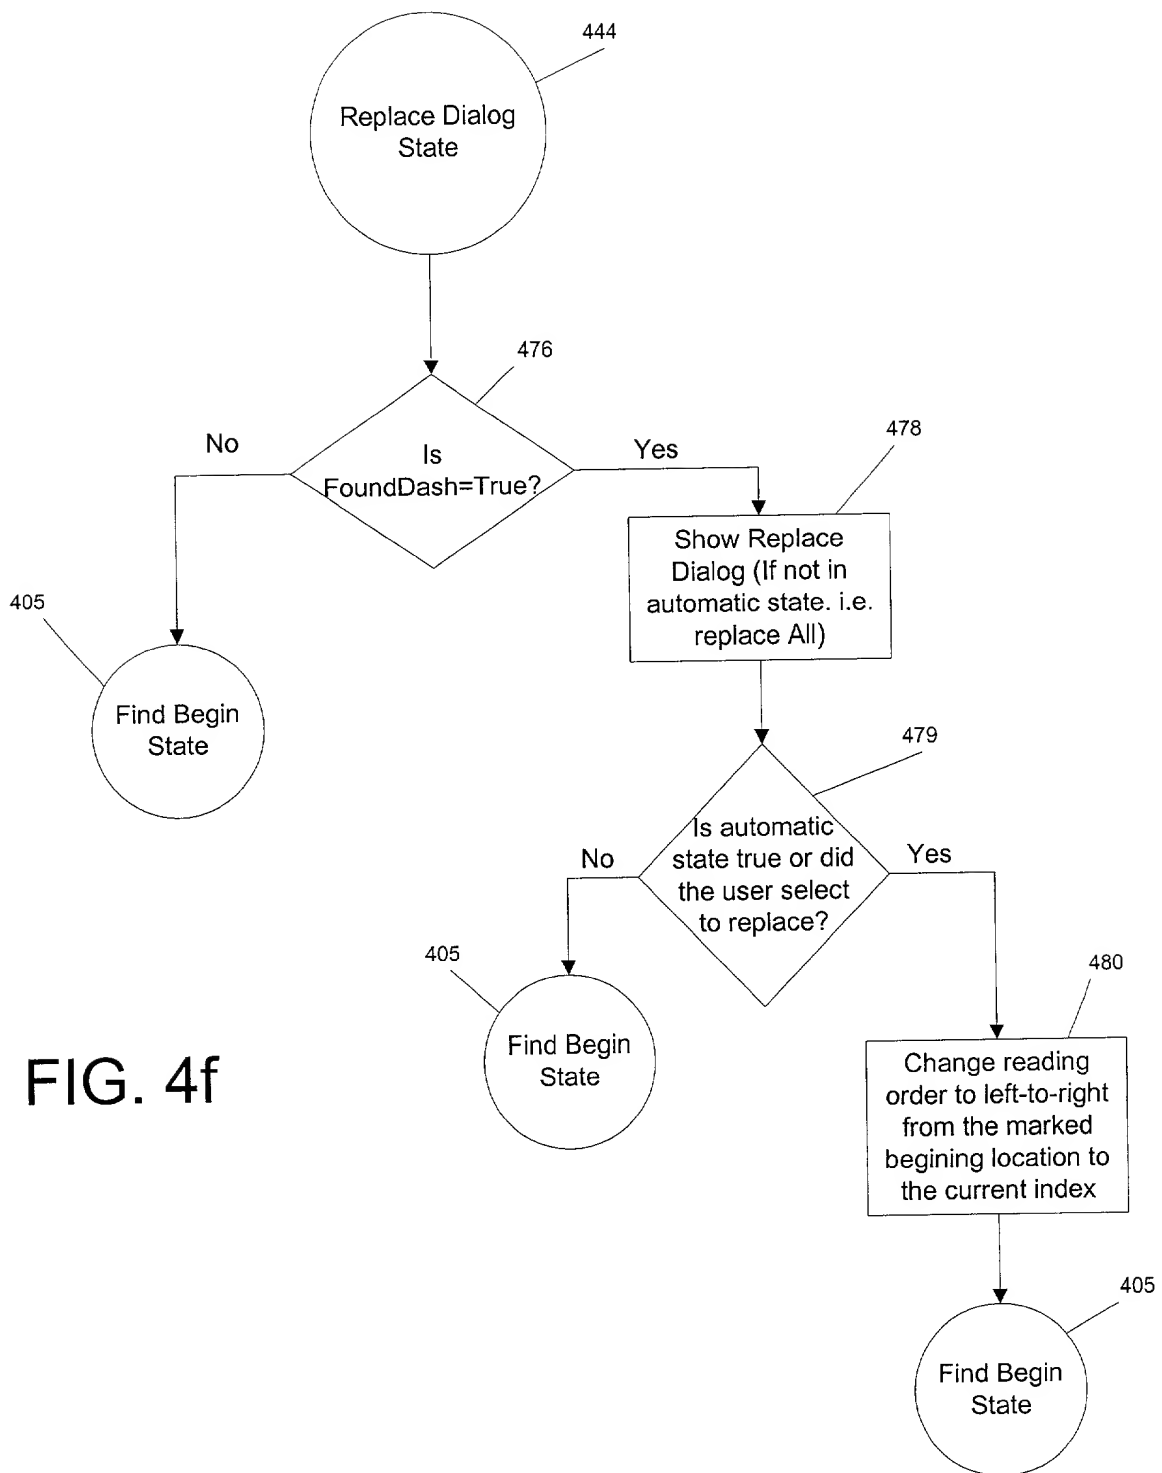 444
Replace Dialog
State
476
Is
FoundDash=True?
No
Yes
478
Show Replace
Dialog (If not in
automatic state. i.e.
replace All)
405
Find Begin
State
479
Is automatic
state true or did
the user select
to replace?
No
Yes
405
Find Begin
State
480
Change reading
order to left-to-right
from the marked
begining location to
the current index
FIG. 4f
405
Find Begin
State